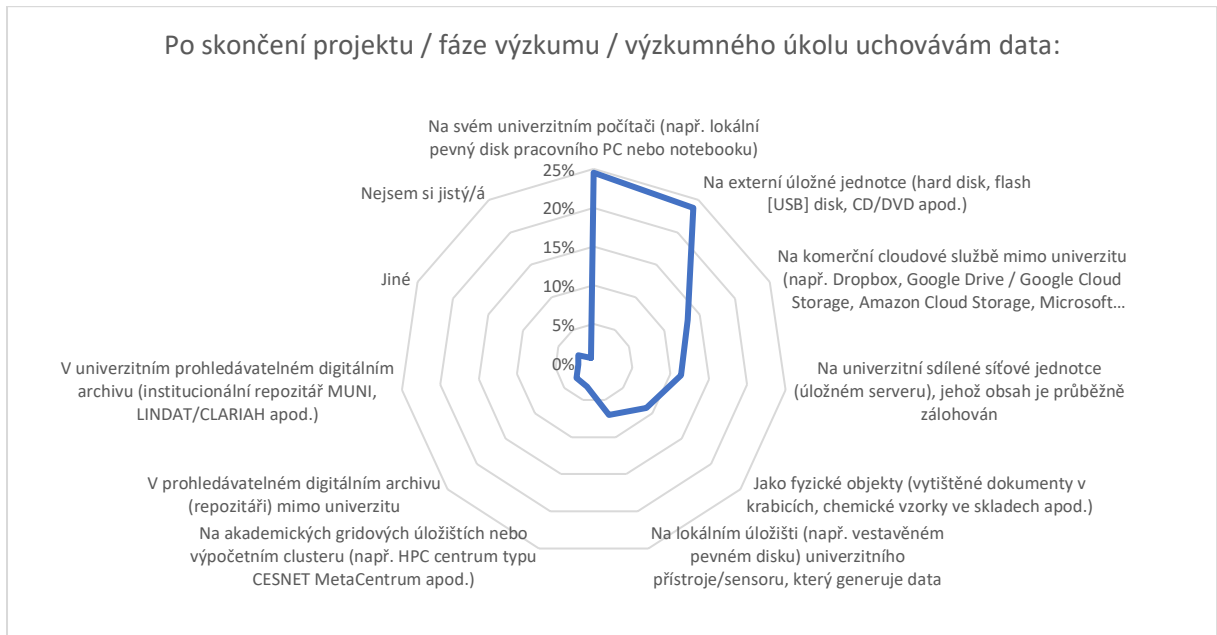 Po skončení projektu / fáze výzkumu / výzkumného úkolu uchovávám data:
Na svém univerzitním počítači (např. lokální
pevný disk pracovního PC nebo notebooku)
25%
20%
15%
10%
5%
0%
Na externí úložné jednotce (hard disk, flash
[USB] disk, CD/DVD apod.)
Na komerční cloudové službě mimo univerzitu
(např. Dropbox, Google Drive / Google Cloud
Storage, Amazon Cloud Storage, Microsoft…
Na univerzitní sdílené síťové jednotce
(úložném serveru), jehož obsah je průběžně
zálohován
Jako fyzické objekty (vytištěné dokumenty v
krabicích, chemické vzorky ve skladech apod.)
Na lokálním úložišti (např. vestavěném
pevném disku) univerzitního
přístroje/sensoru, který generuje data
Na akademických gridových úložištích nebo
výpočetním clusteru (např. HPC centrum typu
CESNET MetaCentrum apod.)
V prohledávatelném digitálním archivu
(repozitáři) mimo univerzitu
V univerzitním prohledávatelném digitálním
archivu (institucionální repozitář MUNI,
LINDAT/CLARIAH apod.)
Jiné
Nejsem si jistý/á